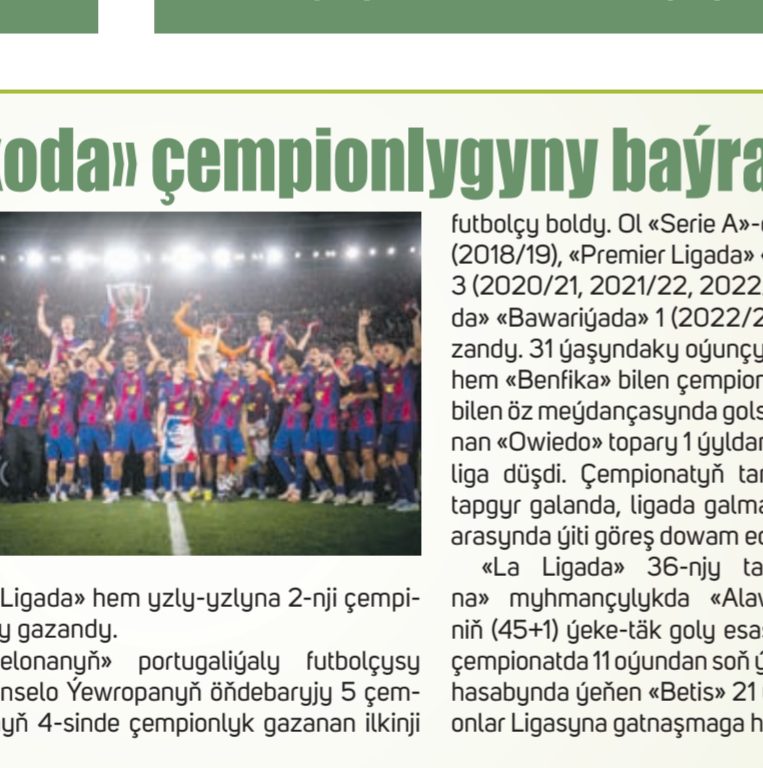 oda» çempionlygyny baýra
Ligada» hem yzly-yzlyna 2-nji çempi-
y gazandy.
elonanyň» portugaliýaly futbolçysy
nselo Ýewropanyň öňdebaryjy 5 çem-
yň 4-sinde çempionlyk gazanan ilkinji
futbolçy boldy. Ol «Serie A»-
(2018/19), «Premier Ligada» «
3 (2020/21, 2021/22, 2022
da» «Bawariýada» 1 (2022/2
zandy. 31 ýaşyndaky oýunçy
hem «Benfika» bilen çempion
bilen öz meýdançasynda gols
nan «Owiedo» topary 1 ýyldan
liga düşdi. Çempionatyň tam
tapgyr galanda, ligada galma
arasynda ýiti göreş dowam ed
«La Ligada» 36-njy ta
na» myhmançylykda «Alav
niň (45+1) ýeke-täk goly esas
çempionatda 11 oýundan soň ý
hasabynda ýeňen «Betis» 21
onlar Ligasyna gatnaşmaga h